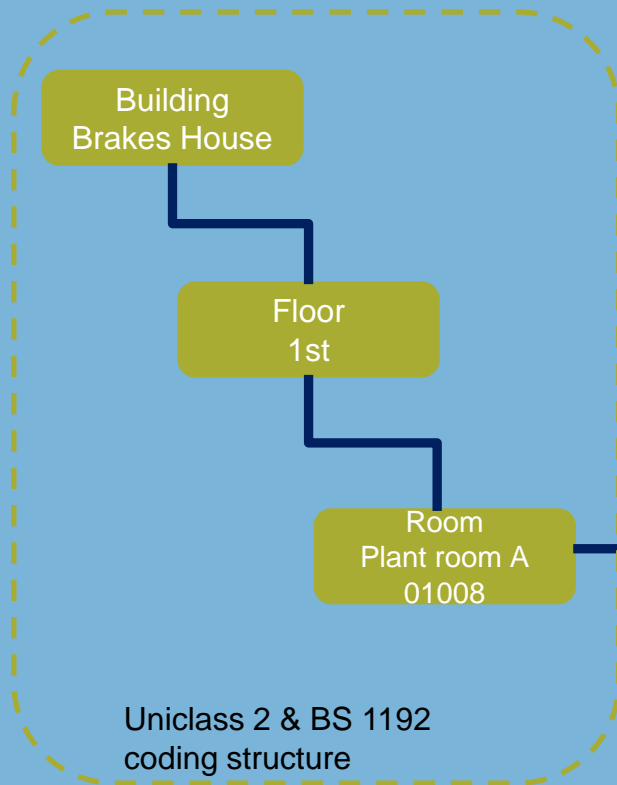 Building
Brakes House
Floor
1st
Room
Plant room A
01008
Uniclass 2 & BS 1192
coding structure